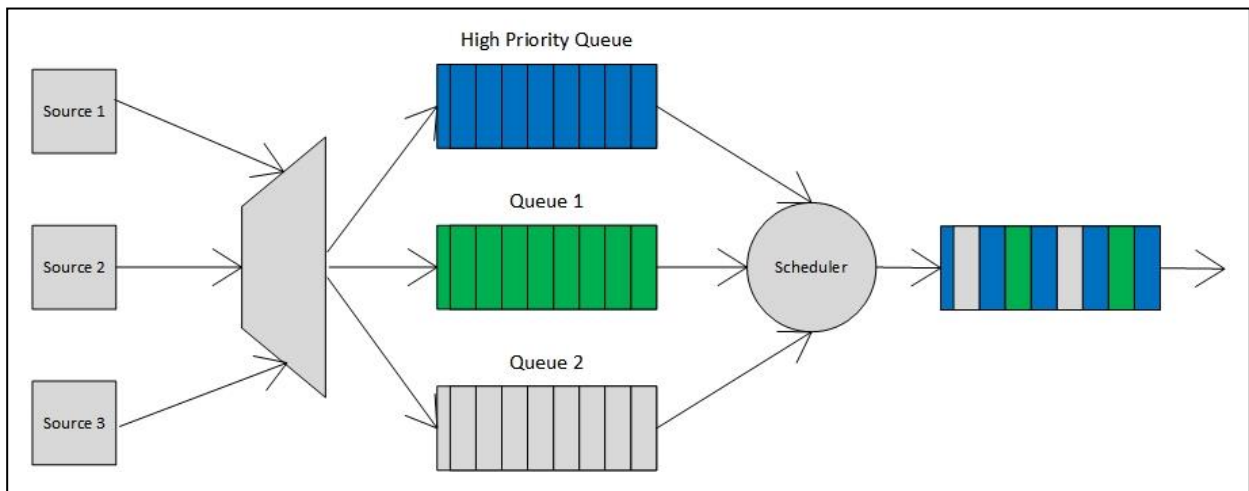 High Priority Queue
Source 1
Queue 1
Source 2
Scheduler
Queue 2
Source 3